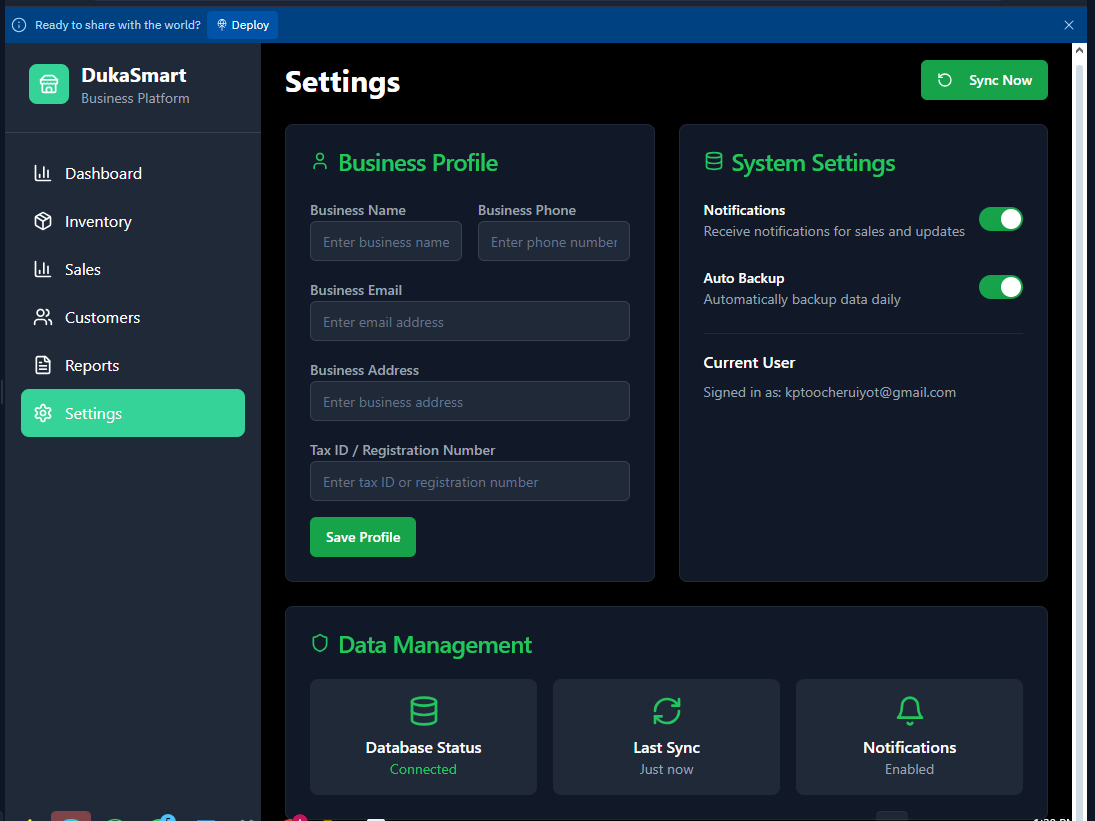 Ready to share with the world?
Deploy
DukaSmart
Business Platform
Dashboard
Inventory
Sales
Customers
Reports
Settings
Settings
Sync Now
Business Profile
Business Name
Business Phone
Enter business name
Enter phone number
Business Email
Enter email address
Business Address
Enter business address
Tax ID / Registration Number
Enter tax ID or registration number
Save Profile
System Settings
Notifications
Receive notifications for sales and updates
Auto Backup
Automatically backup data daily
Current User
Signed in as: kptoocheruiyot@gmail.com
Data Management
Database Status
Connected
Last Sync
Just now
Notifications
Enabled